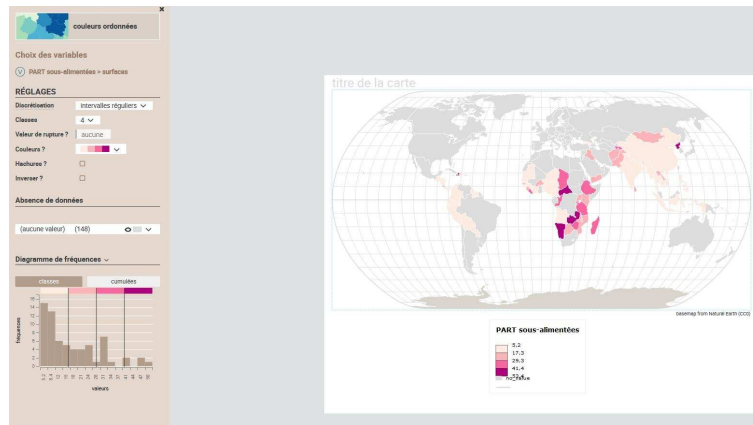 couleurs ordonnées
Choix des variables
PART sous-alimentées > surfaces
RÉGLAGES
Discrétisation intervalles réguliers
Classes 4
Valeur de rupture ? aucune
Couleurs ?
Hachures ?
Inverser ?
Absence de données
(aucune valeur) (148)
Diagramme de fréquences
classes cumulées
fréquences
valeurs
titre de la carte
basemap from Natural Earth (CC0)
PART sous-alimentées
5,2
17,3
29,3
41,4
no_value